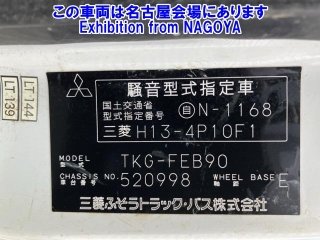 この車両は名古屋会場にあります
Exhibition from NAGOYA
LT139
LT144
騒音型式指定車
国土交通省
型式指定番号
自N-1168
三菱 H13-4P10F1
MODEL
型式
TKG-FEB90
CHASSIS NO.
車台番号
520998
WHEEL BASE
軸距
E
三菱ふそうトラック・バス株式会社